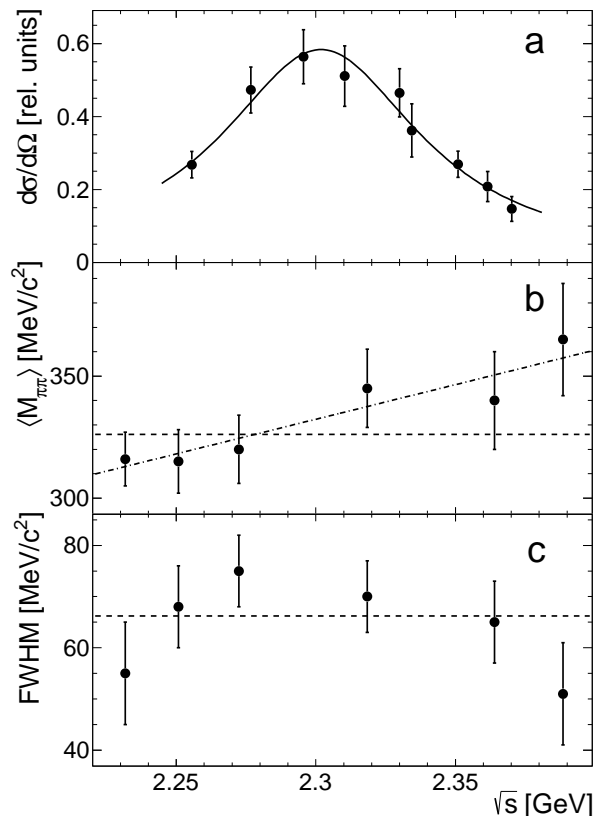 a
dσ/dΩ [rel. units]
0.6
0.4
0.2
0
b
⟨M_ππ⟩ [MeV/c²]
350
300
c
FWHM [MeV/c²]
80
60
40
2.25 2.3 2.35
√s [GeV]